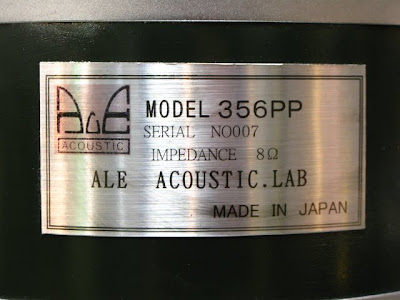 ALE
ACOUSTIC
MODEL 356PP
SERIAL NO007
IMPEDANCE 8Ω
ALE ACOUSTIC.LAB
MADE IN JAPAN